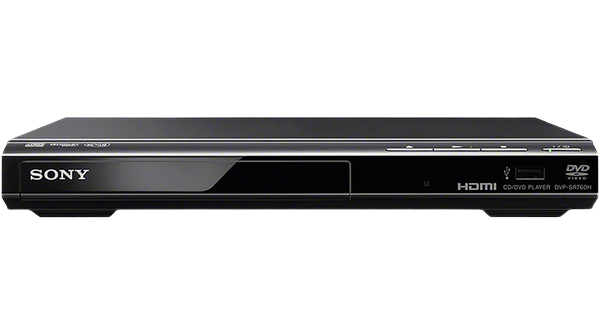 SONY
HDMI
CD/DVD PLAYER DVP-SR760H
DVD
VIDEO